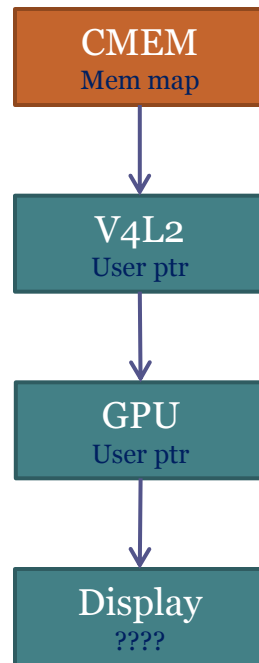 CMEM
Mem map
V4L2
User ptr
GPU
User ptr
Display
????